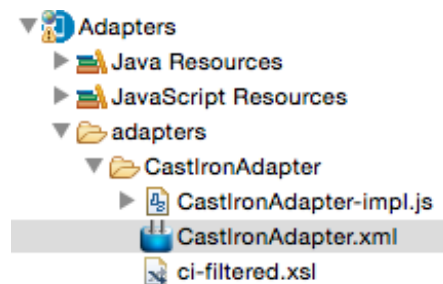 Adapters
Java Resources
JavaScript Resources
adapters
CastIronAdapter
CastIronAdapter-impl.js
CastIronAdapter.xml
ci-filtered.xsl